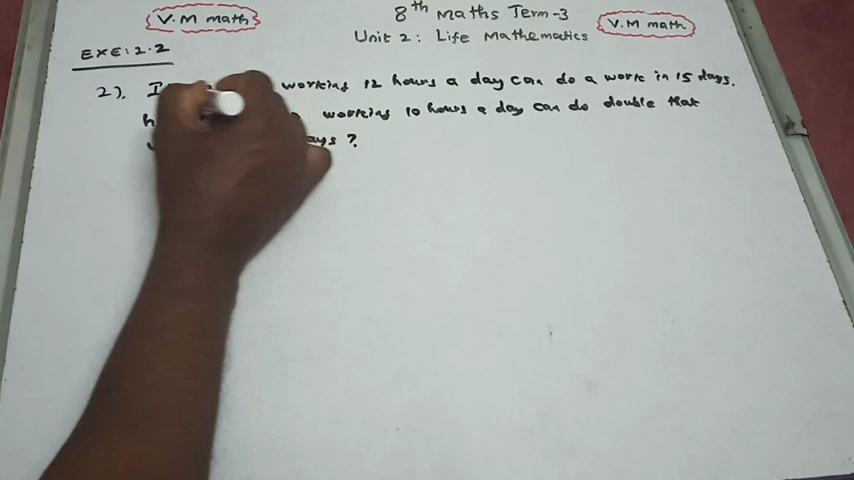 V.M math
8th Maths Term-3
V.M math
Unit 2: Life Mathematics
EXE: 2.2
2). working 12 hours a day can do a work in 15 days.
working 10 hours a day can do double that
?